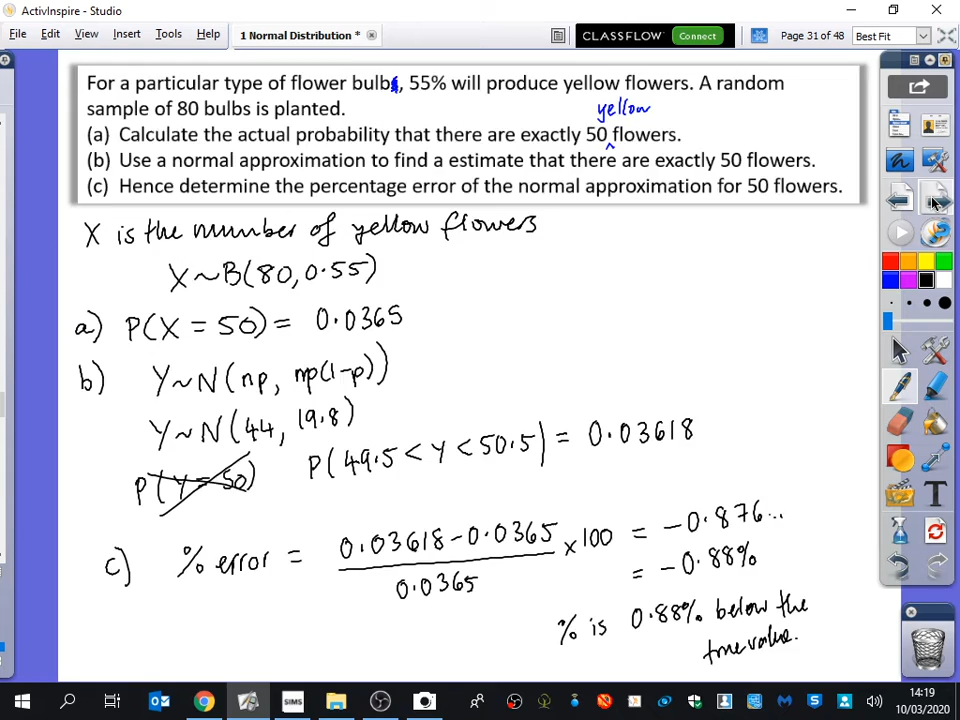 ActivInspire - Studio
File Edit View Insert Tools Help
1 Normal Distribution *
CLASSFLOW Connect
Page 31 of 48
Best Fit
For a particular type of flower bulbs, 55% will produce yellow flowers. A random
sample of 80 bulbs is planted.
yellow
(a) Calculate the actual probability that there are exactly 50 flowers.
(b) Use a normal approximation to find a estimate that there are exactly 50 flowers.
(c) Hence determine the percentage error of the normal approximation for 50 flowers.
X is the number of yellow flowers
X~B(80, 0.55)
a) P(X = 50) = 0.0365
b) Y~N(np, np(1-p))
Y~N(44, 19.8)
P(Y = 50)
P(49.5 < Y < 50.5) = 0.03618
c) % error = 0.03618 - 0.0365 / 0.0365 × 100 = -0.876...
= -0.88%
% is 0.88% below the
true value.
SIMS
14:19
10/03/2020